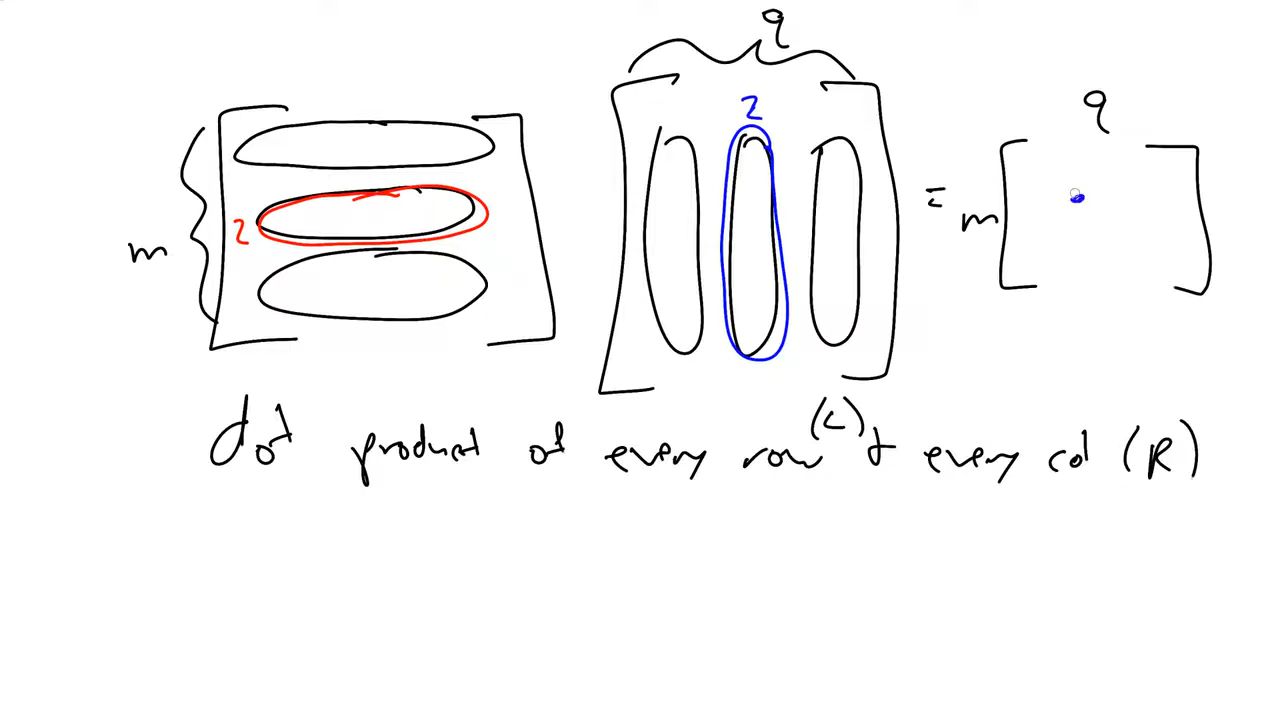 q
2
q
m
2
=
m
dot product of every row (L) & every col (R)